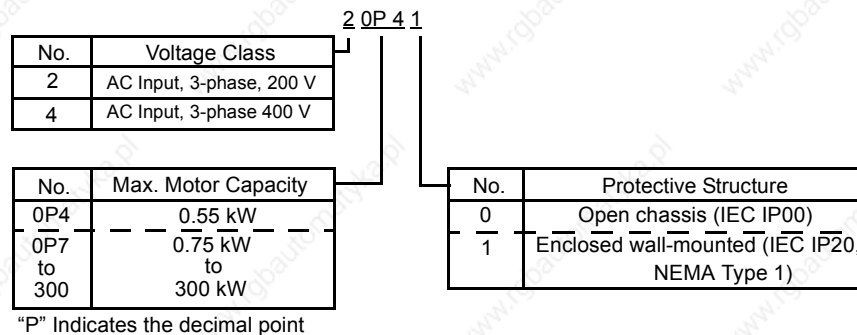 2 0P 4 1
No. Voltage Class
2 AC Input, 3-phase, 200 V
4 AC Input, 3-phase 400 V
No. Max. Motor Capacity
0P4 0.55 kW
0P7 0.75 kW
to to
300 300 kW
"P" Indicates the decimal point
No. Protective Structure
0 Open chassis (IEC IP00)
1 Enclosed wall-mounted (IEC IP20,
NEMA Type 1)